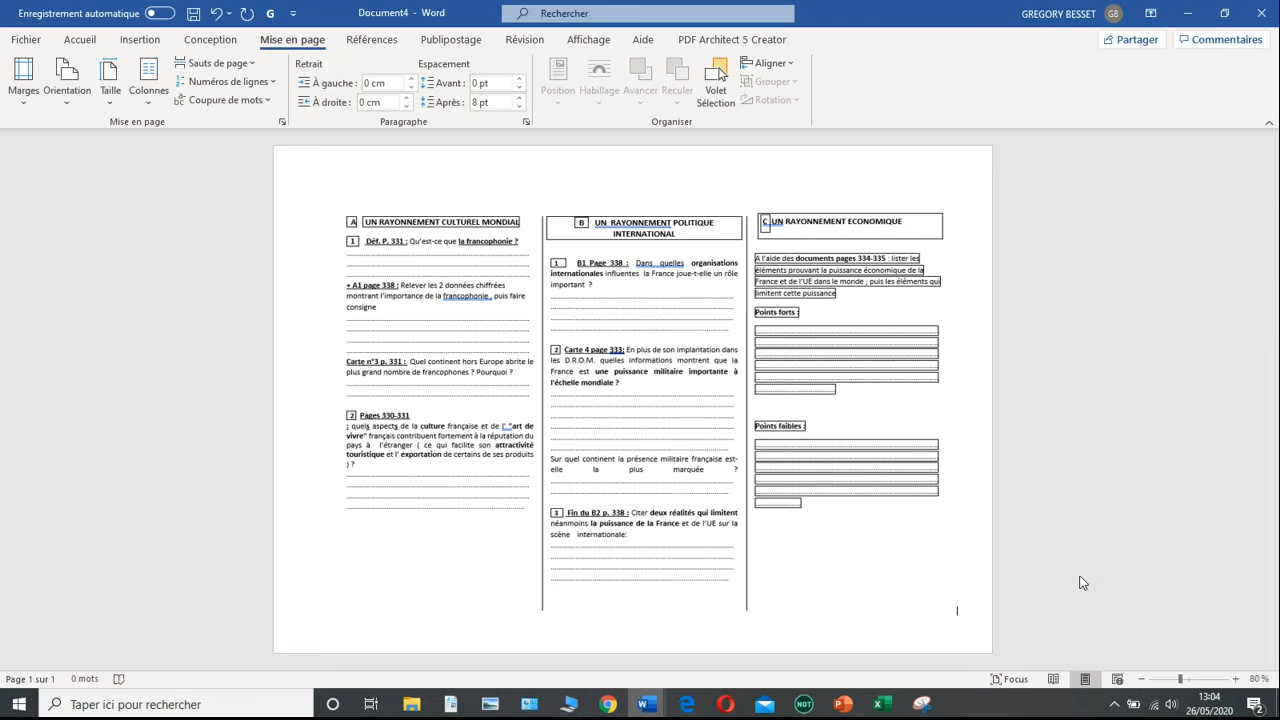 Enregistrement automatique
Document4 - Word
Rechercher
GREGORY BESSET
GB
Fichier
Accueil
Insertion
Conception
Mise en page
Références
Publipostage
Révision
Affichage
Aide
PDF Architect 5 Creator
Partager
Commentaires
Marges
Orientation
Taille
Colonnes
Sauts de page
Numéros de lignes
Coupure de mots
Mise en page
Retrait
À gauche : 0 cm
À droite : 0 cm
Espacement
Avant : 0 pt
Après : 8 pt
Paragraphe
Position
Habillage
Avancer
Reculer
Volet
Sélection
Aligner
Grouper
Rotation
Organiser
A UN RAYONNEMENT CULTUREL MONDIAL
1 Déf. P. 331 : Qu'est-ce que la francophonie ?
+ A1 page 338 : Relever les 2 données chiffrées
montrant l'importance de la francophonie , puis faire
consigne
Carte n°3 p. 331 : Quel continent hors Europe abrite le
plus grand nombre de francophones ? Pourquoi ?
2 Pages 330-331
: quels aspects de la culture française et de l' "art de
vivre" français contribuent fortement à la réputation du
pays à l'étranger ( ce qui facilite son attractivité
touristique et l' exportation de certains de ses produits
) ?
B UN RAYONNEMENT POLITIQUE
INTERNATIONAL
1 B1 Page 338 : Dans quelles organisations
internationales influentes la France joue-t-elle un rôle
important ?
2 Carte 4 page 333: En plus de son implantation dans
les D.R.O.M. quelles informations montrent que la
France est une puissance militaire importante à
l'échelle mondiale ?
Sur quel continent la présence militaire française est-
elle la plus marquée ?
3 Fin du B2 p. 338 : Citer deux réalités qui limitent
néanmoins la puissance de la France et de l'UE sur la
scène internationale:
C UN RAYONNEMENT ECONOMIQUE
A l'aide des documents pages 334-335 : lister les
éléments prouvant la puissance économique de la
France et de l'UE dans le monde ; puis les éléments qui
limitent cette puissance
Points forts :
Points faibles :
Page 1 sur 1
0 mots
Focus
80 %
Taper ici pour rechercher
NOT
13:04
26/05/2020
2